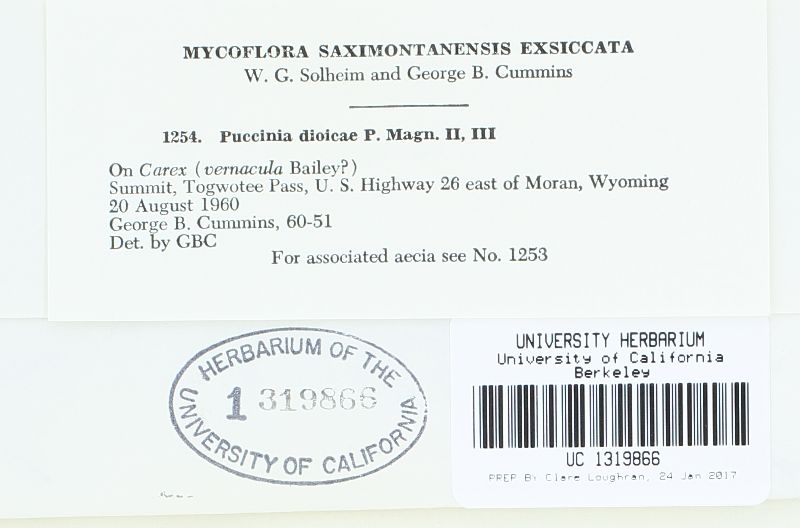 MYCOFLORA SAXIMONTANENSIS EXSICCATA
W. G. Solheim and George B. Cummins
1254. Puccinia dioicae P. Magn. II, III
On Carex (vernacula Bailey?)
Summit, Togwotee Pass, U. S. Highway 26 east of Moran, Wyoming
20 August 1960
George B. Cummins, 60-51
Det. by GBC
For associated aecia see No. 1253
HERBARIUM OF THE
1 319866
UNIVERSITY OF CALIFORNIA
UNIVERSITY HERBARIUM
University of California
Berkeley
UC 1319866
PREP BY Clare Loughran, 24 Jan 2017